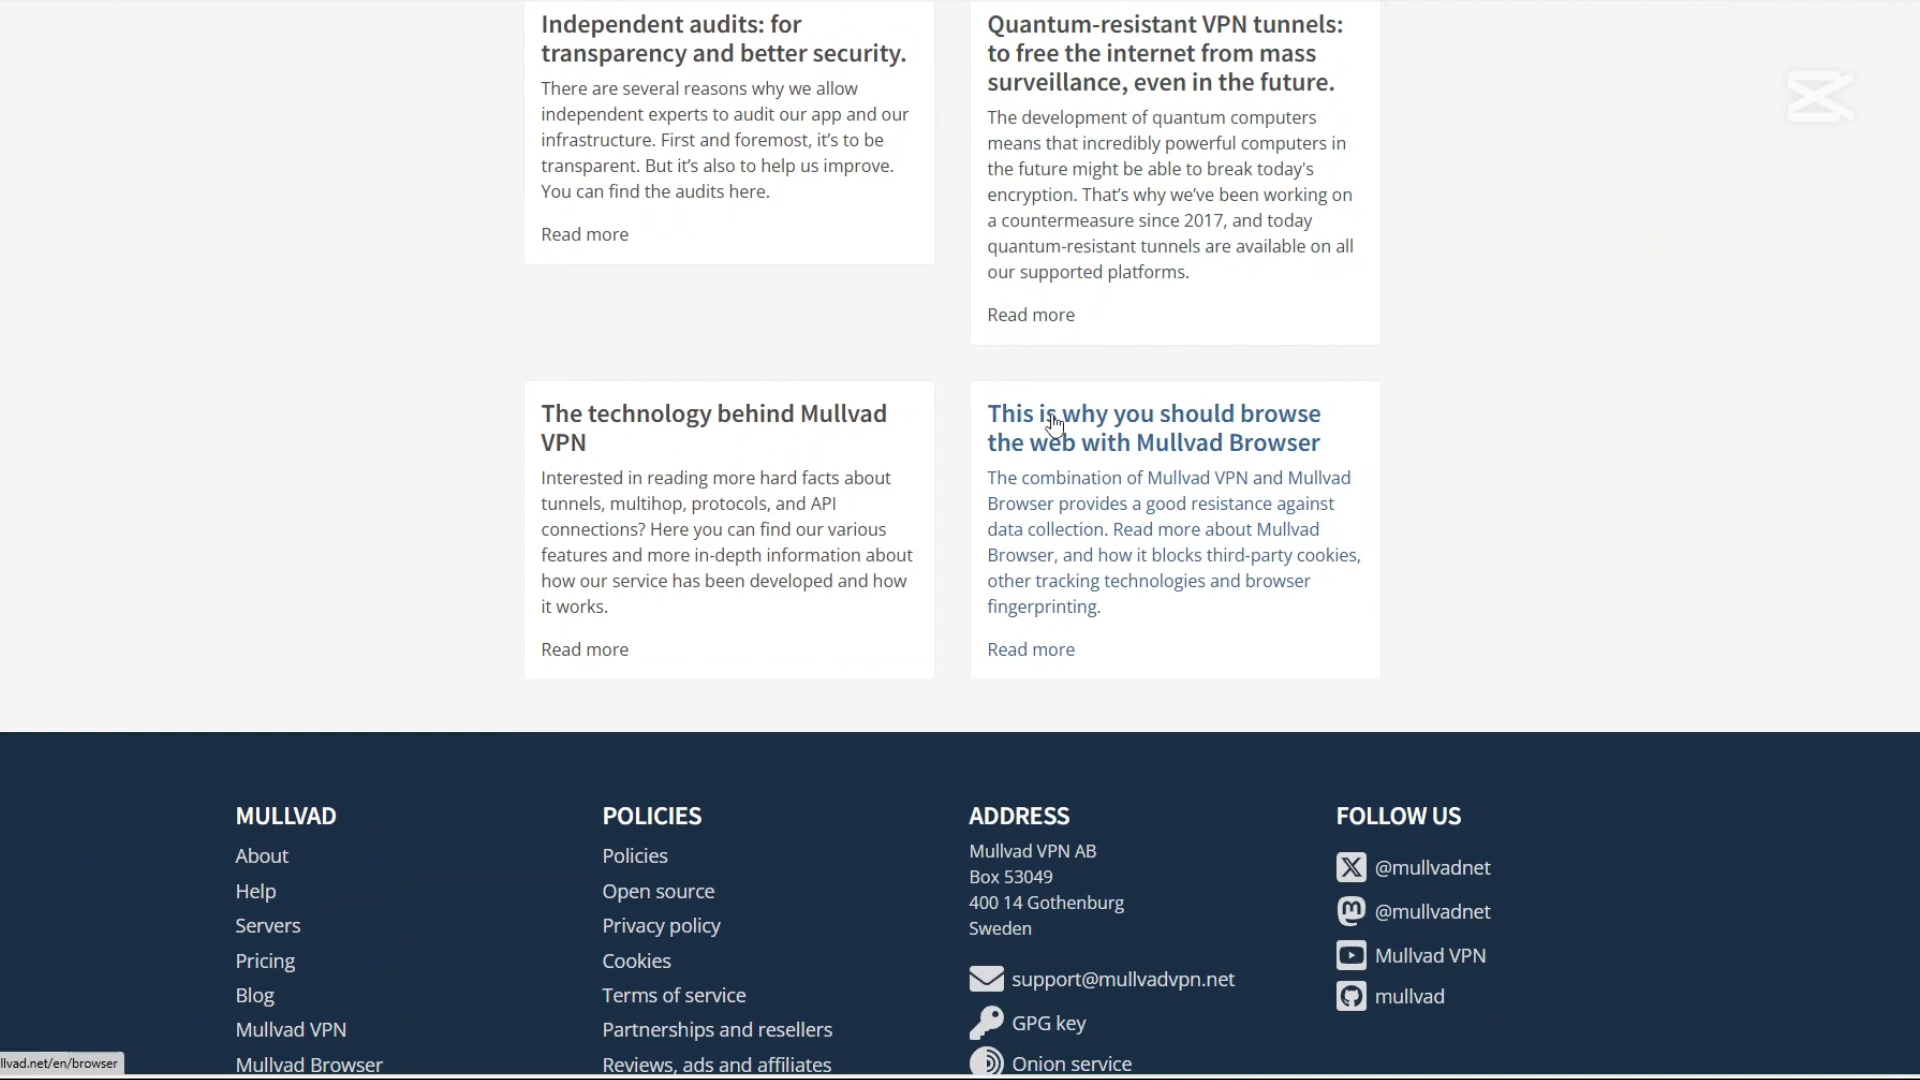 Independent audits: for
transparency and better security.
There are several reasons why we allow
independent experts to audit our app and our
infrastructure. First and foremost, it’s to be
transparent. But it’s also to help us improve.
You can find the audits here.
Read more
Quantum-resistant VPN tunnels:
to free the internet from mass
surveillance, even in the future.
The development of quantum computers
means that incredibly powerful computers in
the future might be able to break today's
encryption. That’s why we’ve been working on
a countermeasure since 2017, and today
quantum-resistant tunnels are available on all
our supported platforms.
Read more
The technology behind Mullvad
VPN
Interested in reading more hard facts about
tunnels, multihop, protocols, and API
connections? Here you can find our various
features and more in-depth information about
how our service has been developed and how
it works.
Read more
This is why you should browse
the web with Mullvad Browser
The combination of Mullvad VPN and Mullvad
Browser provides a good resistance against
data collection. Read more about Mullvad
Browser, and how it blocks third-party cookies,
other tracking technologies and browser
fingerprinting.
Read more
MULLVAD
About
Help
Servers
Pricing
Blog
Mullvad VPN
Mullvad Browser
POLICIES
Policies
Open source
Privacy policy
Cookies
Terms of service
Partnerships and resellers
Reviews, ads and affiliates
ADDRESS
Mullvad VPN AB
Box 53049
400 14 Gothenburg
Sweden
support@mullvadvpn.net
GPG key
Onion service
FOLLOW US
@mullvadnet
@mullvadnet
Mullvad VPN
mullvad
llvad.net/en/browser